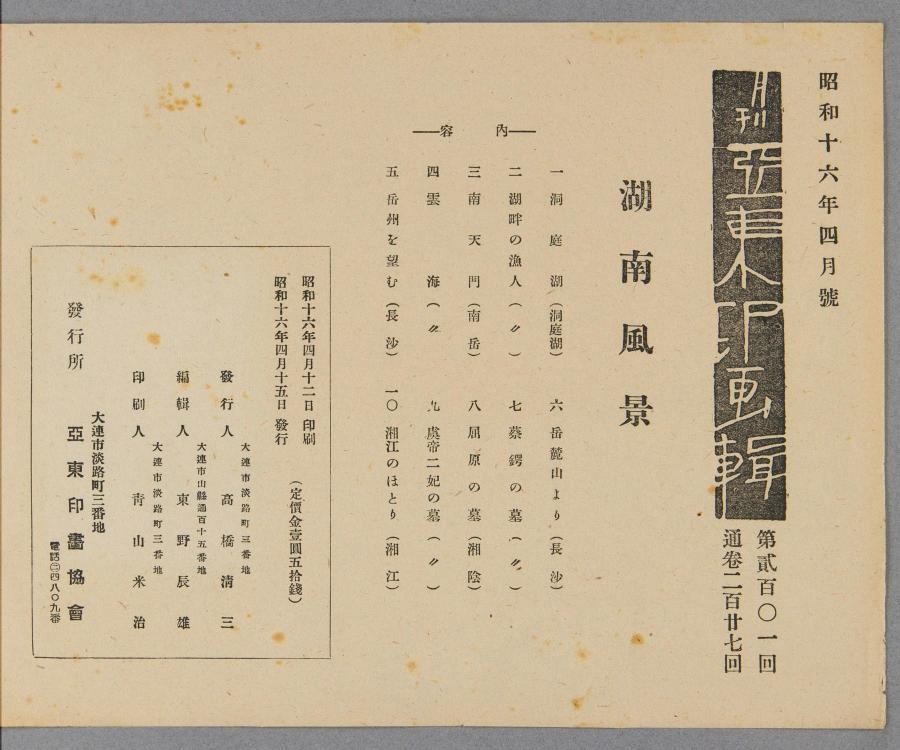 昭和十六年四月號
月刊
亞東印画輯
第貳百〇一回
通卷二百廿七回
湖南風景
內容
一 洞庭湖（洞庭湖）
二 湖畔の漁人（〃）
三 南天門（南岳）
四 雲海（〃）
五 岳州を望む（長沙）
六 岳麓山より（長沙）
七 蔡鍔の墓（〃）
八 屈原の墓（湘陰）
九 虞帝二妃の墓（〃）
一〇 湘江のほとり（湘江）
昭和十六年四月十二日 印刷
昭和十六年四月十五日 發行
（定價金壹圓五拾錢）
大連市淡路町三番地
發行人 高橋淸三
大連市山縣通百十五番地
編輯人 東野辰雄
大連市淡路町三番地
印刷人 靑山米治
大連市淡路町三番地
發行所 亞東印畫協會
電話㊁四八〇九番